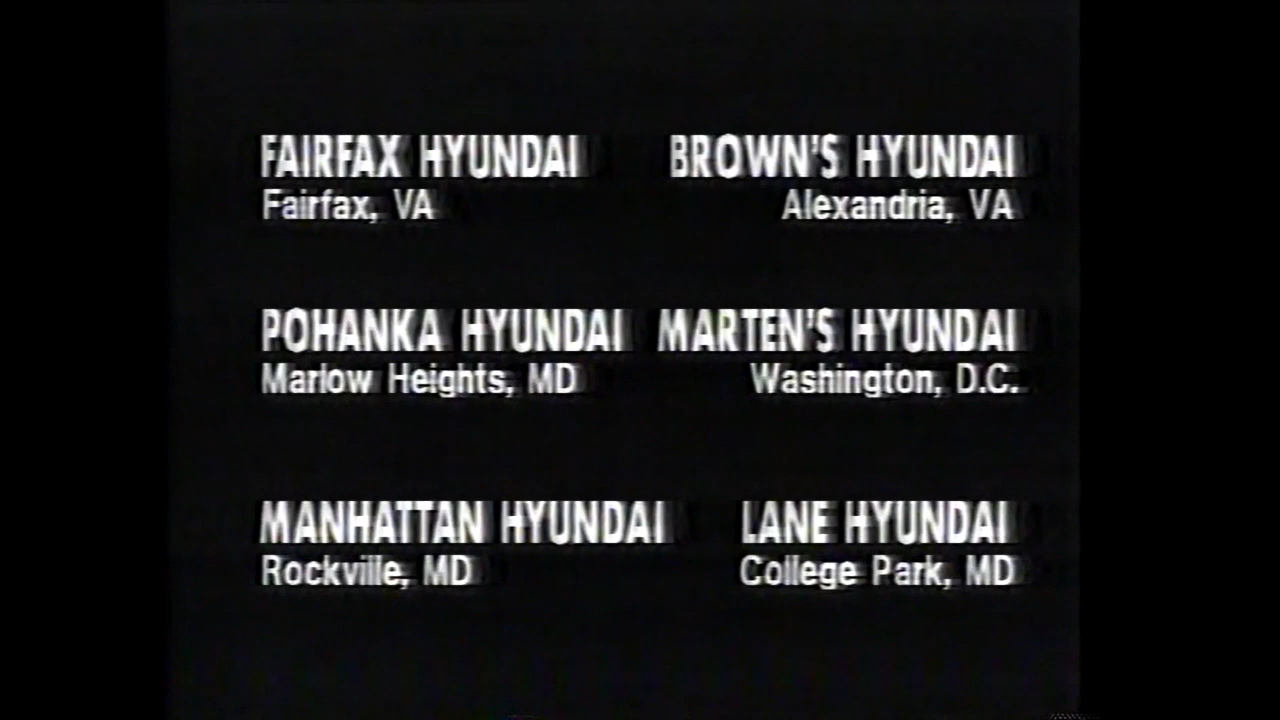 FAIRFAX HYUNDAI
Fairfax, VA
BROWN'S HYUNDAI
Alexandria, VA
POHANKA HYUNDAI
Marlow Heights, MD
MARTEN'S HYUNDAI
Washington, D.C.
MANHATTAN HYUNDAI
Rockville, MD
LANE HYUNDAI
College Park, MD